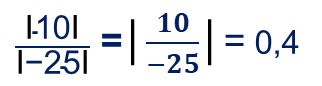 |-10| / |−25| = | 10 / −25 | = 0,4